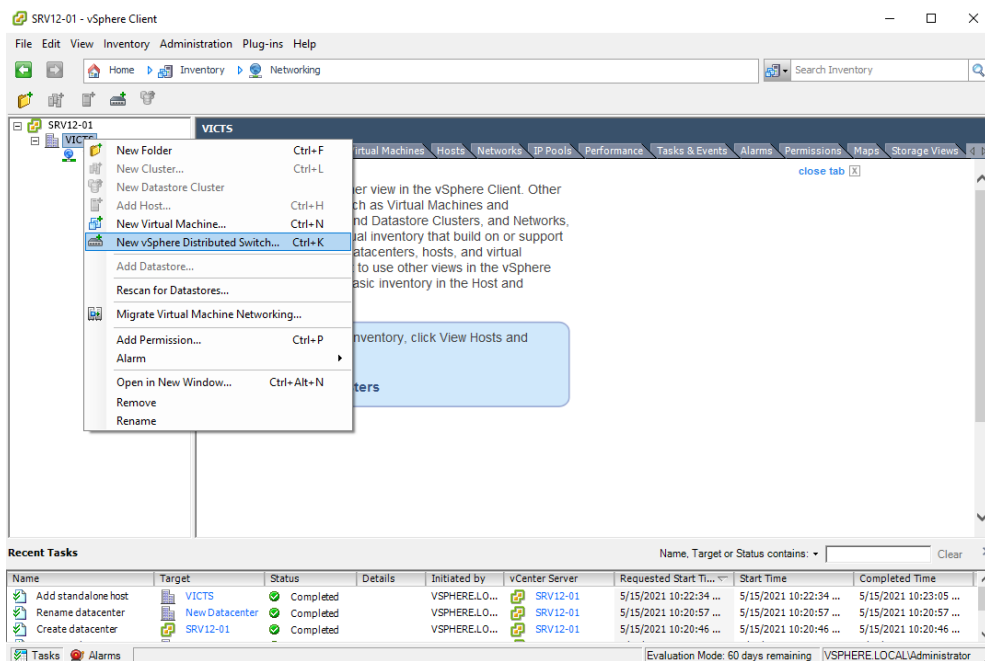 SRV12-01 - vSphere Client
File Edit View Inventory Administration Plug-ins Help
Home Inventory Networking Search Inventory
SRV12-01
VICTS
VICTS
Virtual Machines Hosts Networks IP Pools Performance Tasks & Events Alarms Permissions Maps Storage Views
close tab X
New Folder Ctrl+F
New Cluster... Ctrl+L
New Datastore Cluster
Add Host... Ctrl+H
New Virtual Machine... Ctrl+N
New vSphere Distributed Switch... Ctrl+K
Add Datastore...
Rescan for Datastores...
Migrate Virtual Machine Networking...
Add Permission... Ctrl+P
Alarm
Open in New Window... Ctrl+Alt+N
Remove
Rename
view in the vSphere Client. Other
as Virtual Machines and
Datastore Clusters, and Networks,
inventory that build on or support
datacenters, hosts, and virtual
to use other views in the vSphere
basic inventory in the Host and
inventory, click View Hosts and
Recent Tasks Name, Target or Status contains: Clear
Name Target Status Details Initiated by vCenter Server Requested Start Ti... Start Time Completed Time
Add standalone host VICTS Completed VSPHERE.LO... SRV12-01 5/15/2021 10:22:34 ... 5/15/2021 10:22:34 ... 5/15/2021 10:23:05 ...
Rename datacenter New Datacenter Completed VSPHERE.LO... SRV12-01 5/15/2021 10:20:57 ... 5/15/2021 10:20:57 ... 5/15/2021 10:20:57 ...
Create datacenter SRV12-01 Completed VSPHERE.LO... SRV12-01 5/15/2021 10:20:46 ... 5/15/2021 10:20:46 ... 5/15/2021 10:20:46 ...
Tasks Alarms Evaluation Mode: 60 days remaining VSPHERE.LOCAL\Administrator